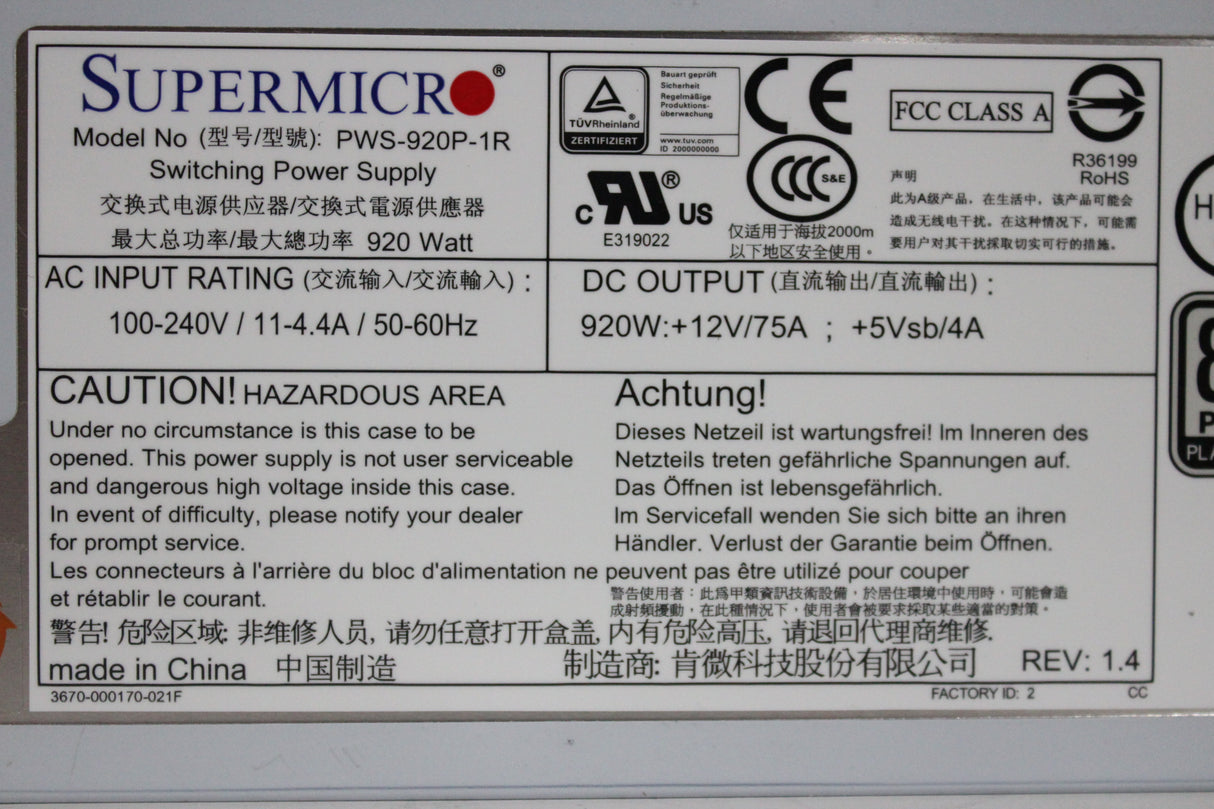 SUPERMICRO®
Model No (型号/型號): PWS-920P-1R
Switching Power Supply
交换式电源供应器/交換式電源供應器
最大总功率/最大總功率 920 Watt
TÜVRheinland®
ZERTIFIZIERT
Bauart geprüft
Sicherheit
Regelmäßige
Produktions-
überwachung
www.tuv.com
ID 2000000000
CE
FCC CLASS A
R36199
RoHS
c RU® US
E319022
CCC S&E
仅适用于海拔2000m
以下地区安全使用。
声明
此为A级产品，在生活中，该产品可能会
造成无线电干扰。在这种情况下，可能需
要用户对其干扰采取切实可行的措施。
AC INPUT RATING (交流输入/交流輸入) :
100-240V / 11-4.4A / 50-60Hz
DC OUTPUT (直流输出/直流輸出) :
920W:+12V/75A ; +5Vsb/4A
CAUTION! HAZARDOUS AREA
Under no circumstance is this case to be
opened. This power supply is not user serviceable
and dangerous high voltage inside this case.
In event of difficulty, please notify your dealer
for prompt service.
Achtung!
Dieses Netzeil ist wartungsfrei! Im Inneren des
Netzteils treten gefährliche Spannungen auf.
Das Öffnen ist lebensgefährlich.
Im Servicefall wenden Sie sich bitte an ihren
Händler. Verlust der Garantie beim Öffnen.
Les connecteurs à l'arrière du bloc d'alimentation ne peuvent pas être utilizé pour couper
et rétablir le courant.
警告使用者：此爲甲類資訊技術設備，於居住環境中使用時，可能會造
成射頻擾動，在此種情況下，使用者會被要求採取某些適當的對策。
警告! 危险区域: 非维修人员, 请勿任意打开盒盖, 内有危险高压, 请退回代理商维修.
made in China 中国制造
制造商: 肯微科技股份有限公司
REV: 1.4
3670-000170-021F
FACTORY ID: 2
CC